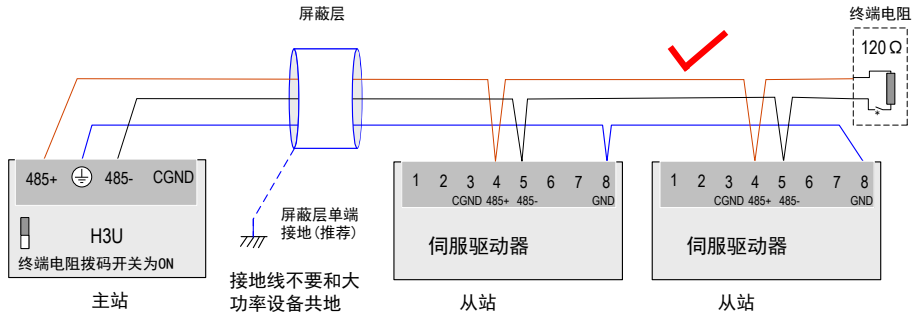 屏蔽层
终端电阻
120Ω
*
485+ 485- CGND
H3U
终端电阻拨码开关为ON
主站
屏蔽层单端
接地(推荐)
接地线不要和大
功率设备共地
1 2 3 4 5 6 7 8
CGND 485+ 485- GND
伺服驱动器
从站
1 2 3 4 5 6 7 8
CGND 485+ 485- GND
伺服驱动器
从站